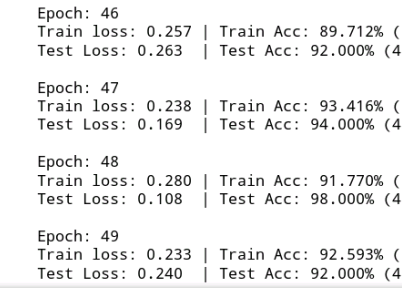 Epoch: 46
Train loss: 0.257 | Train Acc: 89.712% (
Test Loss: 0.263  | Test Acc: 92.000% (4
Epoch: 47
Train loss: 0.238 | Train Acc: 93.416% (
Test Loss: 0.169  | Test Acc: 94.000% (4
Epoch: 48
Train loss: 0.280 | Train Acc: 91.770% (
Test Loss: 0.108  | Test Acc: 98.000% (4
Epoch: 49
Train loss: 0.233 | Train Acc: 92.593% (
Test Loss: 0.240  | Test Acc: 92.000% (4